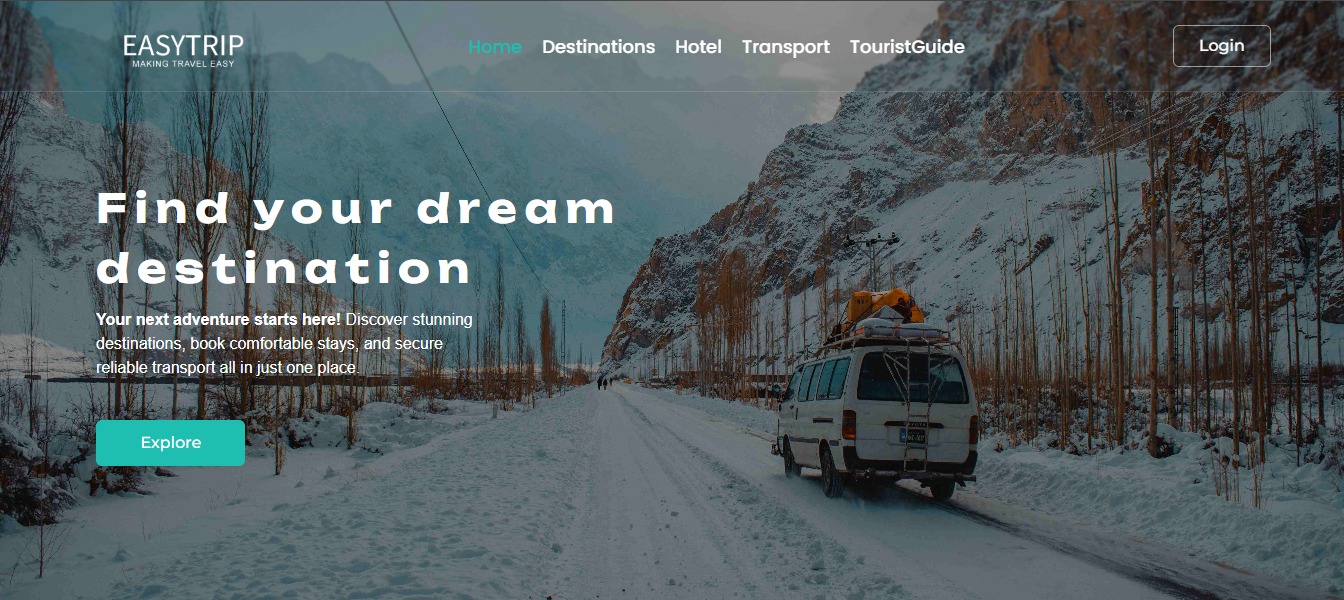 EASYTRIP
MAKING TRAVEL EASY
Home Destinations Hotel Transport TouristGuide
Login
Find your dream
destination
Your next adventure starts here! Discover stunning
destinations, book comfortable stays, and secure
reliable transport all in just one place.
Explore